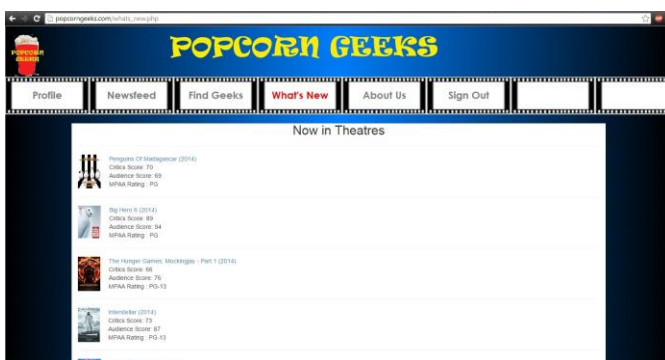 popcorngeeks.com/whats_new.php
POPCORN GEEKS
POPCORN
GEEKS
Profile
Newsfeed
Find Geeks
What's New
About Us
Sign Out
Now in Theatres
Penguins Of Madagascar (2014)
Critics Score: 70
Audience Score: 69
MPAA Rating : PG
Big Hero 6 (2014)
Critics Score: 89
Audience Score: 94
MPAA Rating : PG
The Hunger Games: Mockingjay - Part 1 (2014)
Critics Score: 66
Audience Score: 76
MPAA Rating : PG-13
Interstellar (2014)
Critics Score: 73
Audience Score: 87
MPAA Rating : PG-13